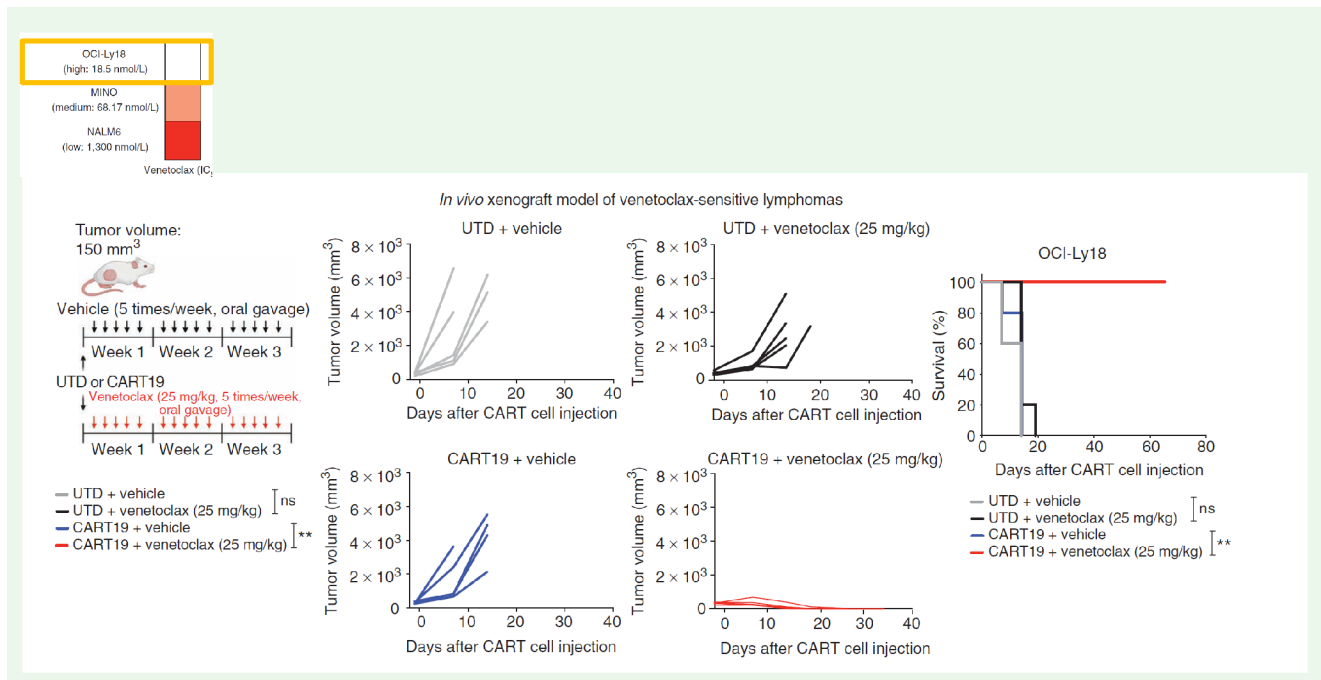 OCI-Ly18
(high: 18.5 nmol/L)
MINO
(medium: 68.17 nmol/L)
NALM6
(low: 1,300 nmol/L)
Venetoclax (IC
In vivo xenograft model of venetoclax-sensitive lymphomas
Tumor volume:
150 mm3
Vehicle (5 times/week, oral gavage)
Week 1 Week 2 Week 3
UTD or CART19
Venetoclax (25 mg/kg, 5 times/week,
oral gavage)
Week 1 Week 2 Week 3
UTD + vehicle
UTD + venetoclax (25 mg/kg)
ns
CART19 + vehicle
CART19 + venetoclax (25 mg/kg)
**
UTD + vehicle
Tumor volume (mm3)
8 × 103
6 × 103
4 × 103
2 × 103
0
0 10 20 30 40
Days after CART cell injection
UTD + venetoclax (25 mg/kg)
Tumor volume (mm3)
8 × 103
6 × 103
4 × 103
2 × 103
0
0 10 20 30 40
Days after CART cell injection
CART19 + vehicle
Tumor volume (mm3)
8 × 103
6 × 103
4 × 103
2 × 103
0
0 10 20 30 40
Days after CART cell injection
CART19 + venetoclax (25 mg/kg)
Tumor volume (mm3)
8 × 103
6 × 103
4 × 103
2 × 103
0
0 10 20 30 40
Days after CART cell injection
OCI-Ly18
Survival (%)
100
80
60
40
20
0
0 20 40 60 80
Days after CART cell injection
UTD + vehicle
UTD + venetoclax (25 mg/kg)
ns
CART19 + vehicle
CART19 + venetoclax (25 mg/kg)
**